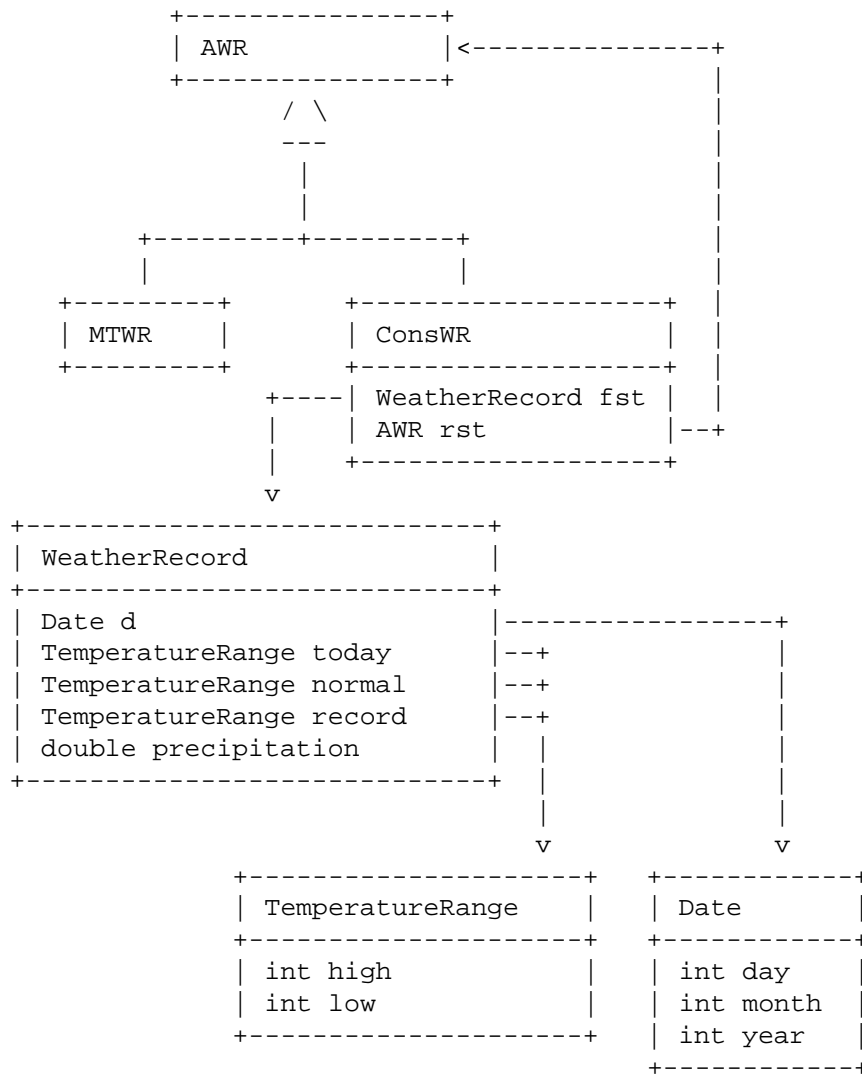 AWR
MTWR
ConsWR
WeatherRecord fst
AWR rst
v
WeatherRecord
Date d
TemperatureRange today
TemperatureRange normal
TemperatureRange record
double precipitation
v v
TemperatureRange
int high
int low
Date
int day
int month
int year